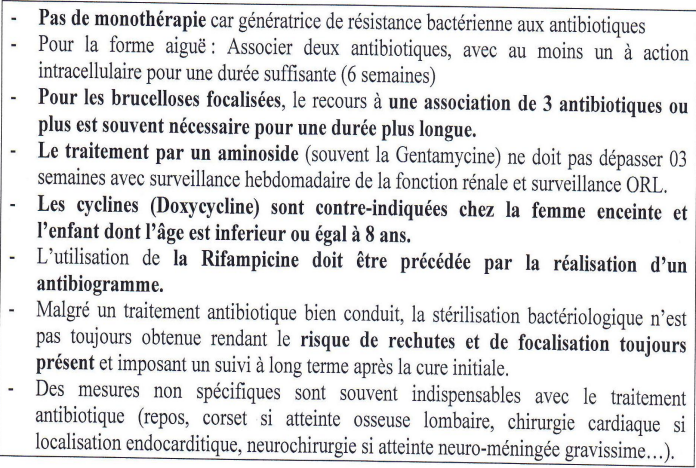 - Pas de monothérapie car génératrice de résistance bactérienne aux antibiotiques
- Pour la forme aiguë : Associer deux antibiotiques, avec au moins un à action
intracellulaire pour une durée suffisante (6 semaines)
- Pour les brucelloses focalisées, le recours à une association de 3 antibiotiques ou
plus est souvent nécessaire pour une durée plus longue.
- Le traitement par un aminoside (souvent la Gentamycine) ne doit pas dépasser 03
semaines avec surveillance hebdomadaire de la fonction rénale et surveillance ORL.
- Les cyclines (Doxycycline) sont contre-indiquées chez la femme enceinte et
l'enfant dont l'âge est inferieur ou égal à 8 ans.
- L'utilisation de la Rifampicine doit être précédée par la réalisation d'un
antibiogramme.
- Malgré un traitement antibiotique bien conduit, la stérilisation bactériologique n'est
pas toujours obtenue rendant le risque de rechutes et de focalisation toujours
présent et imposant un suivi à long terme après la cure initiale.
- Des mesures non spécifiques sont souvent indispensables avec le traitement
antibiotique (repos, corset si atteinte osseuse lombaire, chirurgie cardiaque si
localisation endocarditique, neurochirurgie si atteinte neuro-méningée gravissime…).